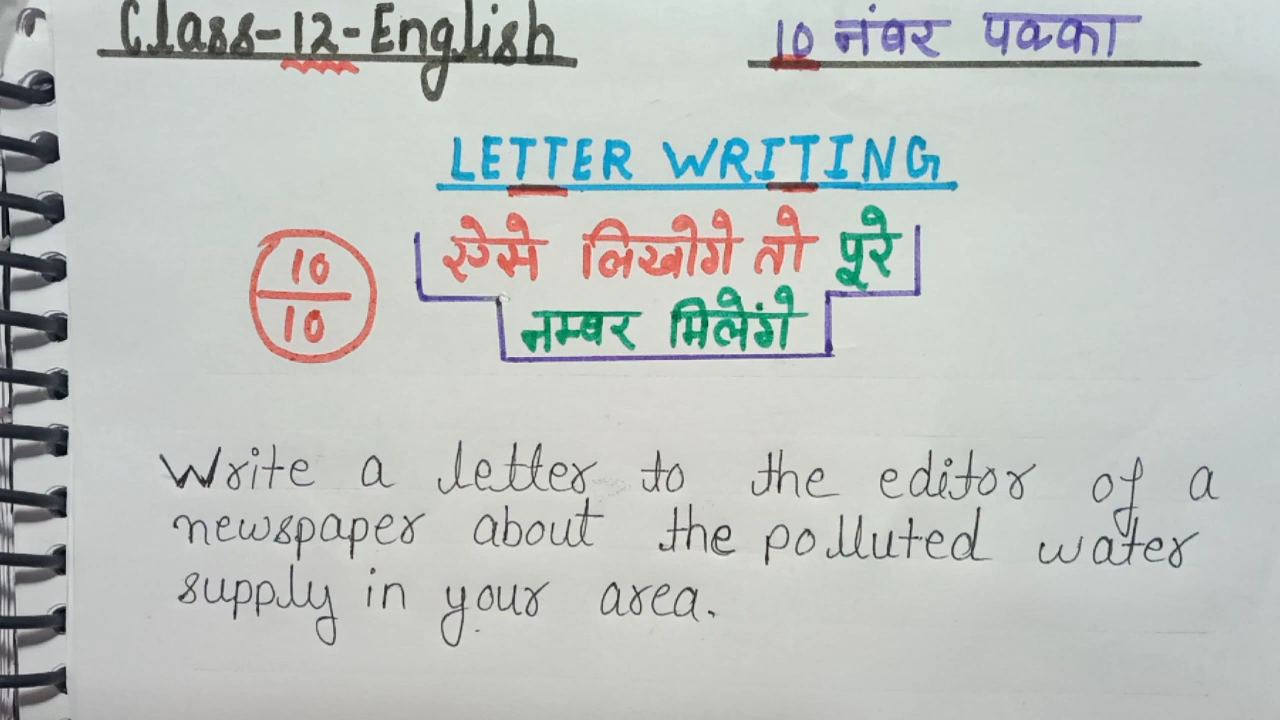 Class-12-English
10 नंबर पक्का
LETTER WRITING
10
10
ऐसे लिखोगे तो पूरे
नम्बर मिलेंगे
Write a letter to the editor of a
newspaper about the polluted water
supply in your area.